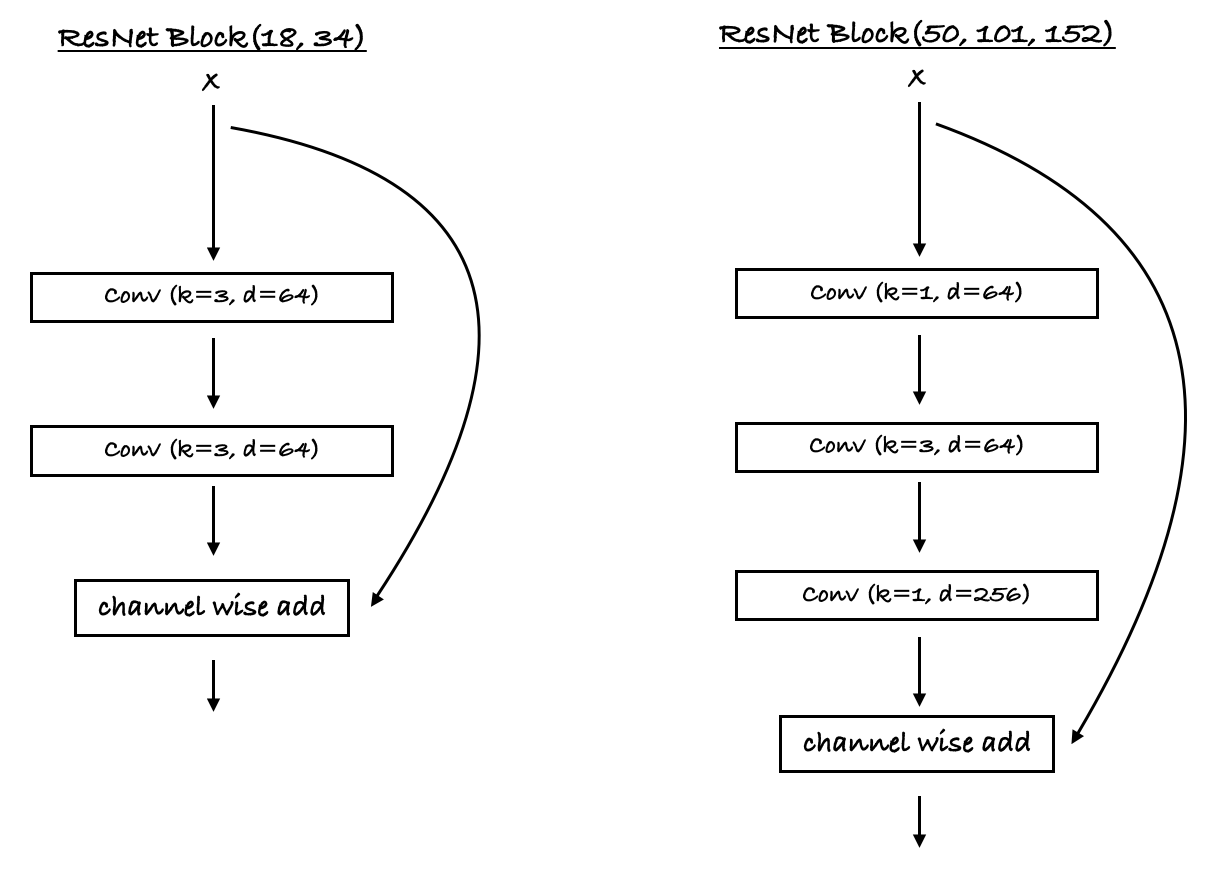 ResNet Block(18, 34)
x
Conv (k=3, d=64)
Conv (k=3, d=64)
channel wise add
ResNet Block(50, 101, 152)
x
Conv (k=1, d=64)
Conv (k=3, d=64)
Conv (k=1, d=256)
channel wise add